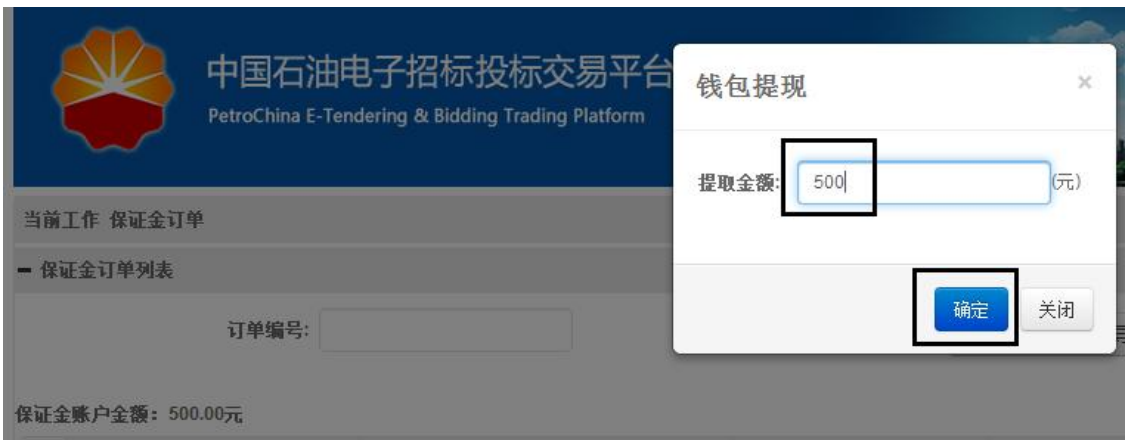 中国石油电子招标投标交易平台
PetroChina E-Tendering & Bidding Trading Platform
钱包提现
×
提取金额: 500 (元)
当前工作 保证金订单
保证金订单列表
确定 关闭
订单编号:
保证金账户金额: 500.00元